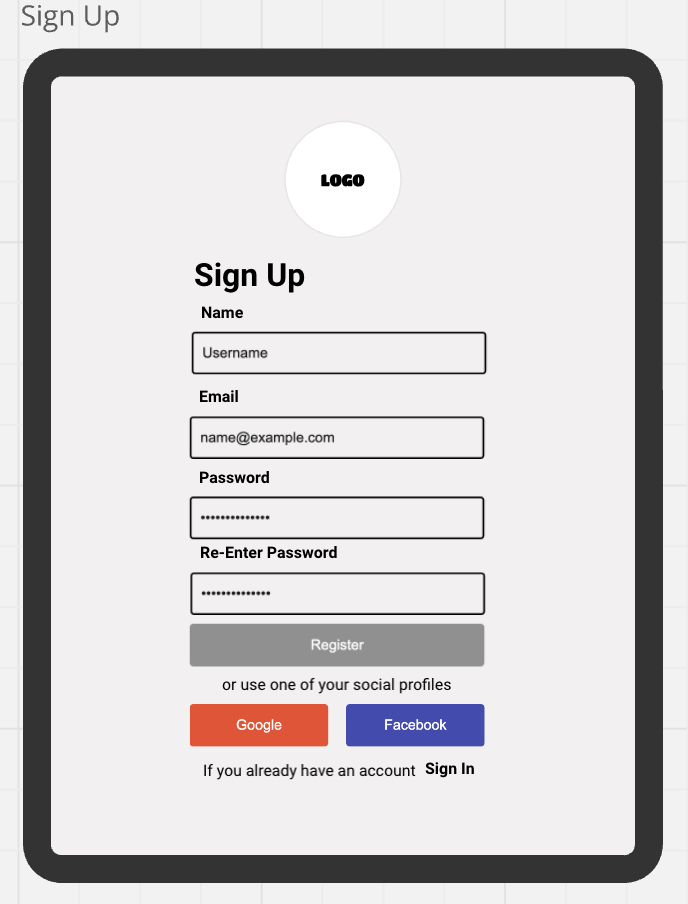 Sign Up
LOGO
Sign Up
Name
Username
Email
name@example.com
Password
••••••••••••••
Re-Enter Password
••••••••••••••
Register
or use one of your social profiles
Google Facebook
If you already have an account Sign In